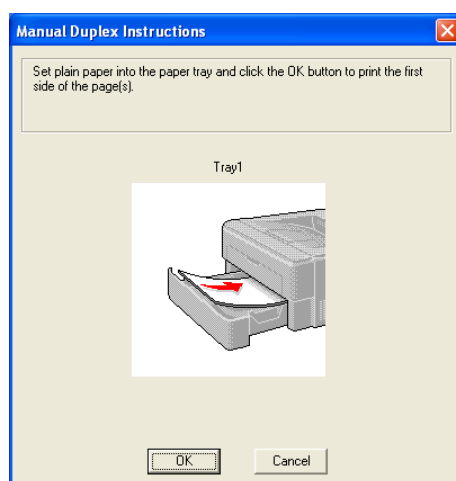 Manual Duplex Instructions
Set plain paper into the paper tray and click the OK button to print the first
side of the page(s).
Tray1
OK
Cancel